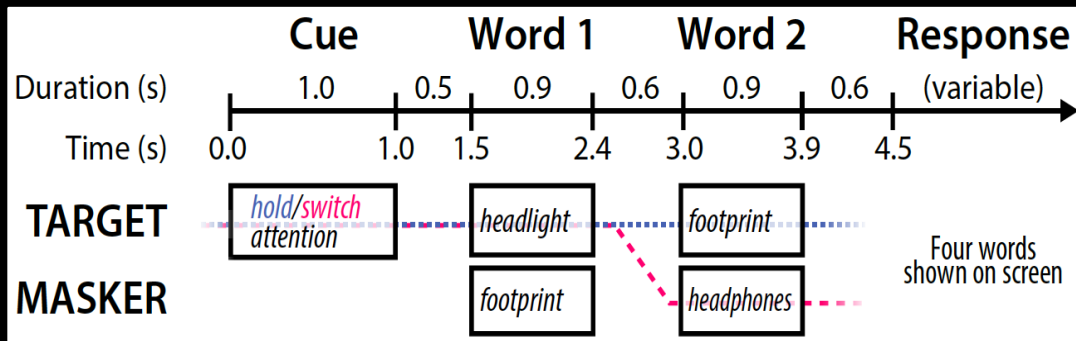 Cue Word 1 Word 2 Response
Duration (s) 1.0 0.5 0.9 0.6 0.9 0.6 (variable)
Time (s) 0.0 1.0 1.5 2.4 3.0 3.9 4.5
TARGET hold/switch attention headlight footprint
MASKER footprint headphones
Four words
shown on screen